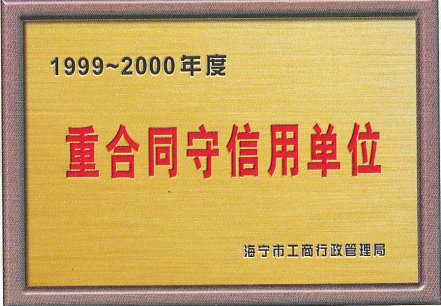 1999~2000年度
重合同守信用单位
海宁市工商行政管理局